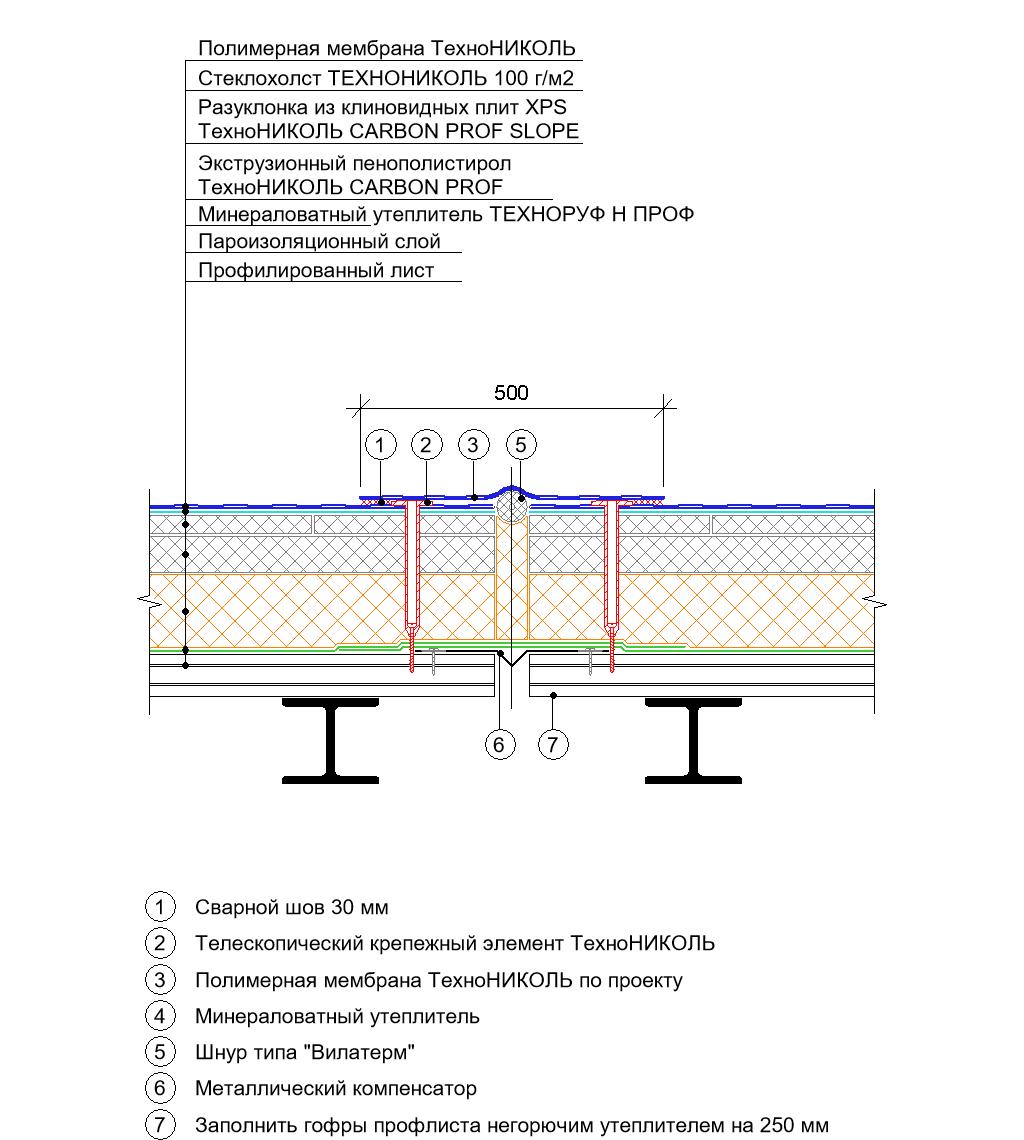 Полимерная мембрана ТехноНИКОЛЬ
Стеклохолст ТЕХНОНИКОЛЬ 100 г/м2
Разуклонка из клиновидных плит XPS
ТехноНИКОЛЬ CARBON PROF SLOPE
Экструзионный пенополистирол
ТехноНИКОЛЬ CARBON PROF
Минераловатный утеплитель ТЕХНОРУФ Н ПРОФ
Пароизоляционный слой
Профилированный лист
500
1 2 3 5
6 7
1 Сварной шов 30 мм
2 Телескопический крепежный элемент ТехноНИКОЛЬ
3 Полимерная мембрана ТехноНИКОЛЬ по проекту
4 Минераловатный утеплитель
5 Шнур типа "Вилатерм"
6 Металлический компенсатор
7 Заполнить гофры профлиста негорючим утеплителем на 250 мм